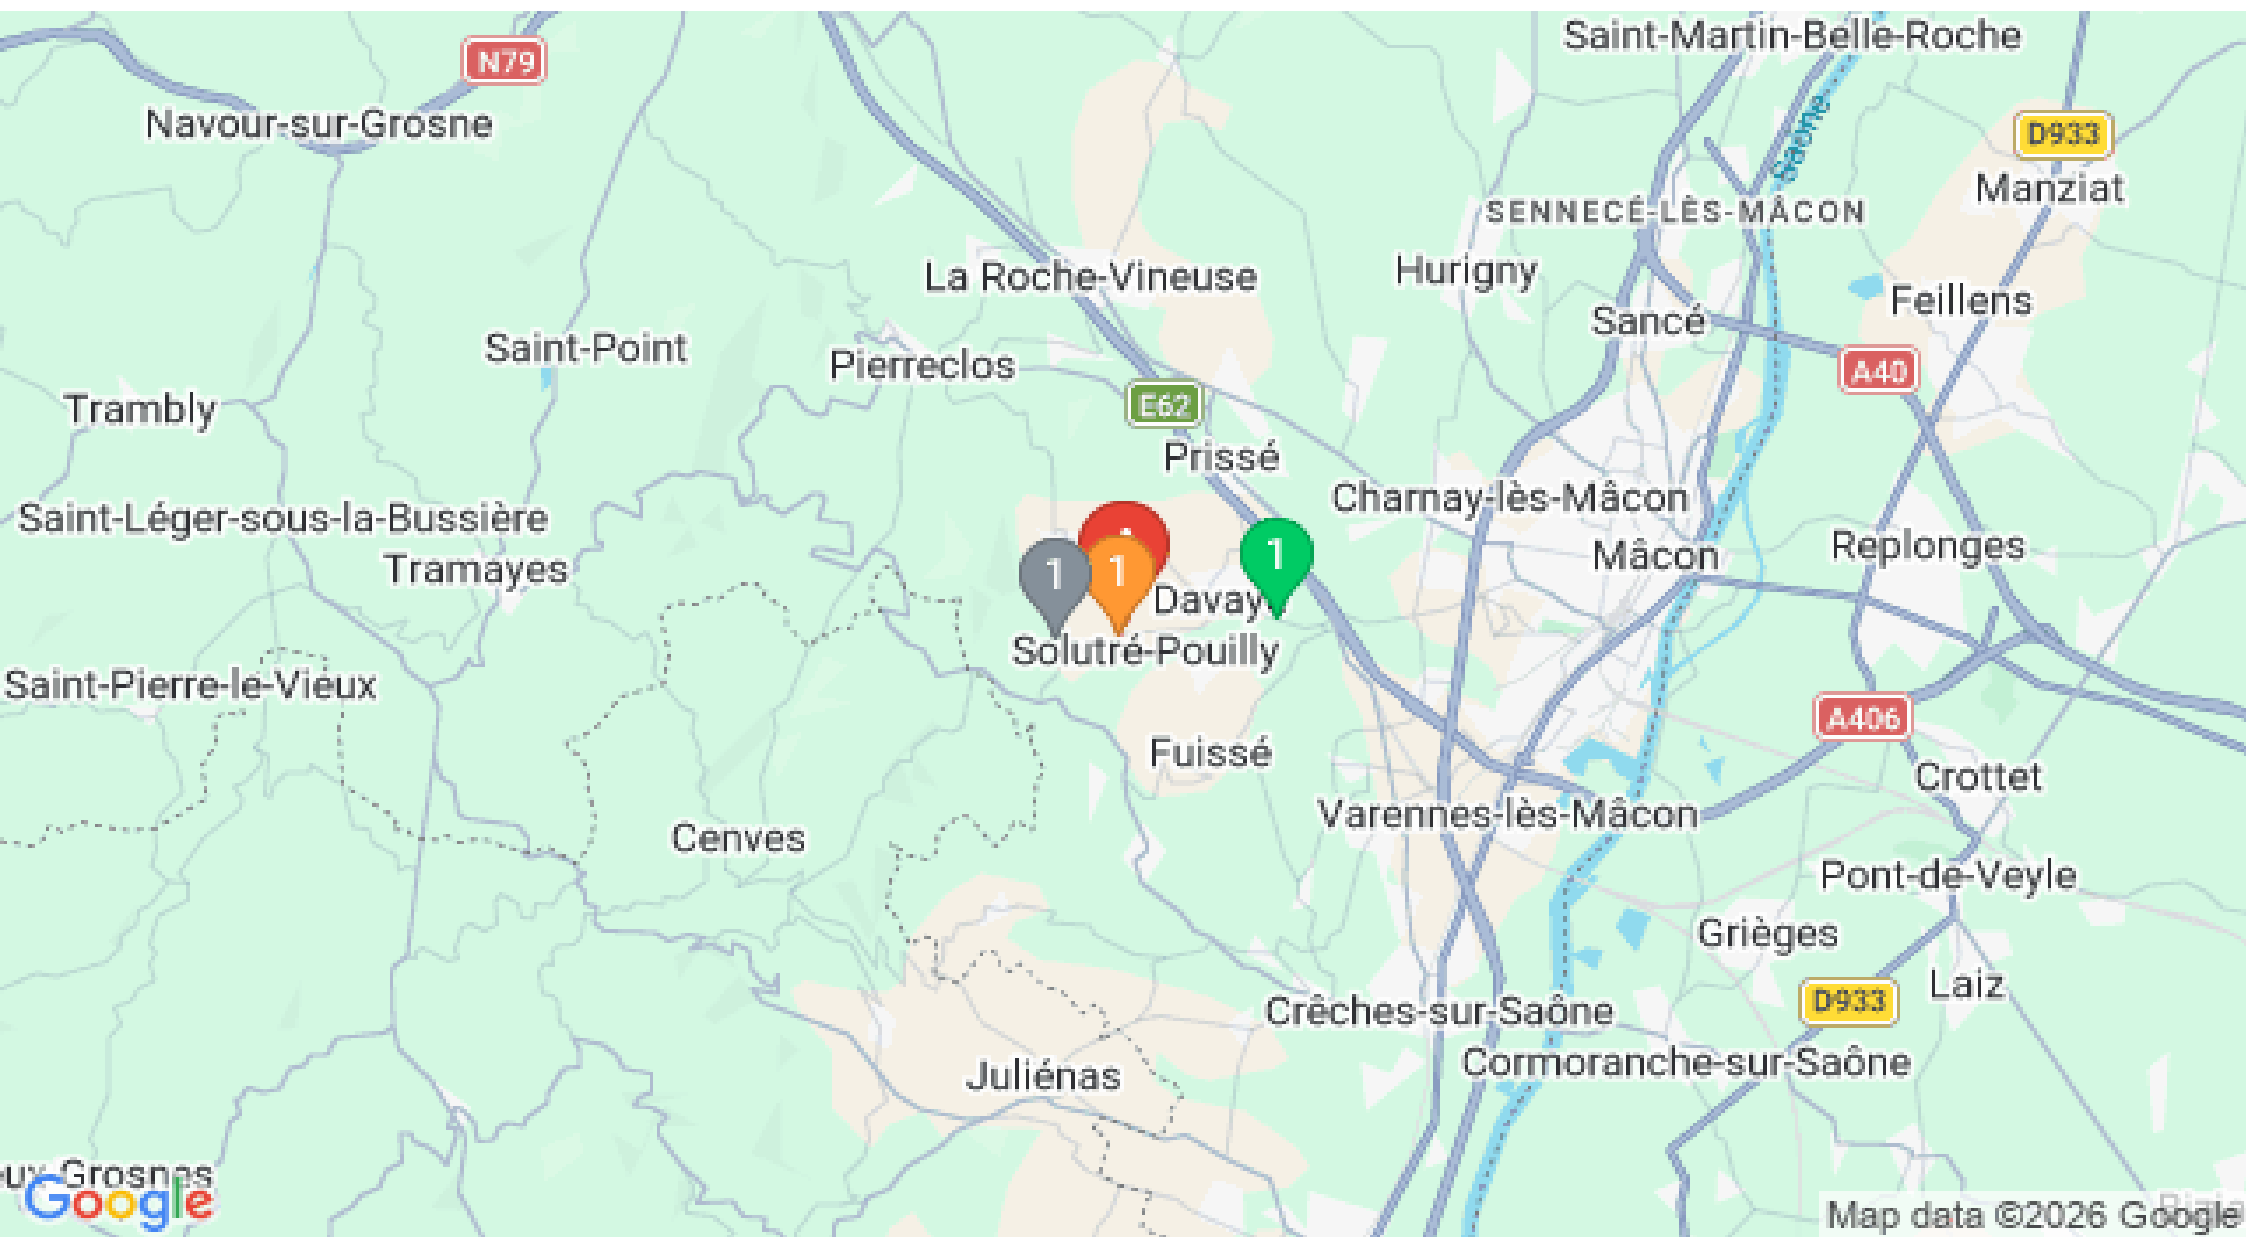 Saint-Martin-Belle-Roche
N79
Navour-sur-Grosne
Saône
D933
Manziat
SENNECÉ-LÈS-MÂCON
La Roche-Vineuse
Hurigny
Feillens
Sancé
Saint-Point
Pierreclos
A40
E62
Trambly
Prissé
Charnay-lès-Mâcon
Saint-Léger-sous-la-Bussière
Mâcon
Replonges
Tramayes
1
1
1
Solutré-Pouilly
Saint-Pierre-le-Vieux
A406
Fuissé
Crottet
Varennes-lès-Mâcon
Cenves
Pont-de-Veyle
Grièges
Laiz
D933
Crêches-sur-Saône
Cormoranche-sur-Saône
Juliénas
Google
Map data ©2026 Google